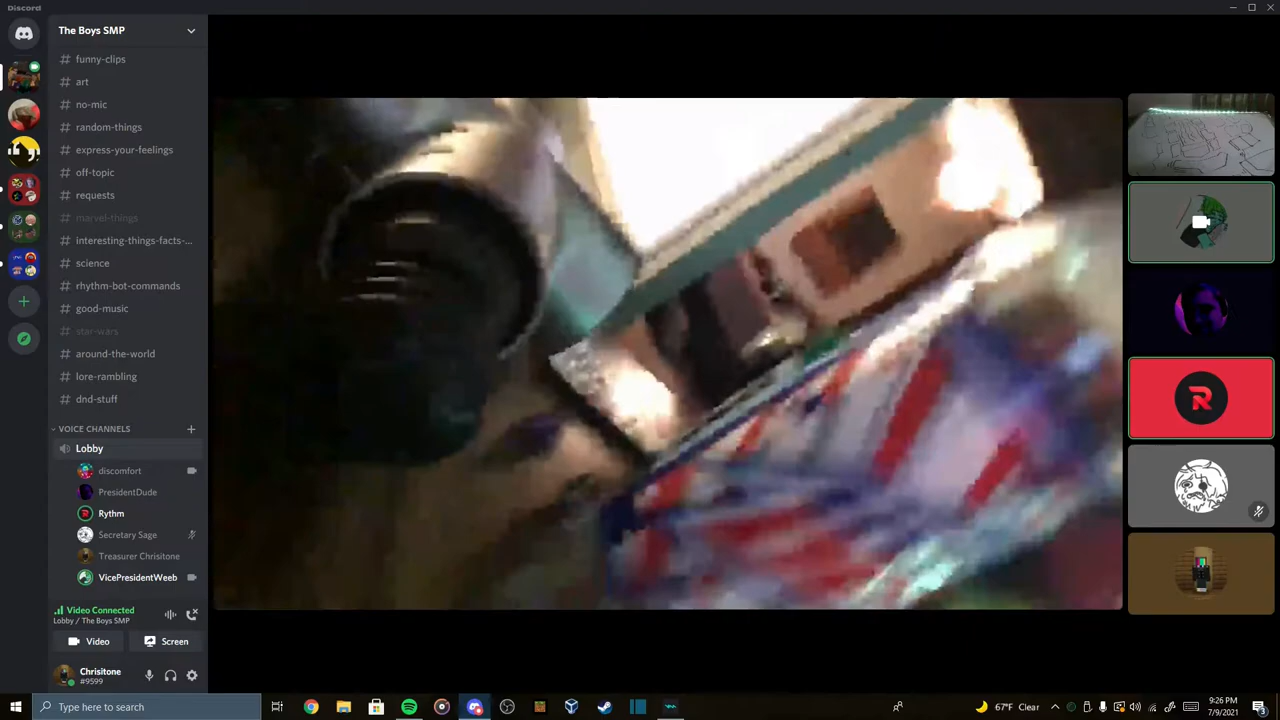 Discord
The Boys SMP
funny-clips
art
no-mic
random-things
express-your-feelings
off-topic
requests
marvel-things
interesting-things-facts-...
science
rhythm-bot-commands
good-music
star-wars
around-the-world
lore-rambling
dnd-stuff
VOICE CHANNELS
Lobby
discomfort
PresidentDude
Rythm
Secretary Sage
Treasurer Chrisitone
VicePresidentWeeb
Video Connected
Lobby / The Boys SMP
Video Screen
Chrisitone
#9599
Type here to search
67°F Clear
9:26 PM
7/9/2021
3